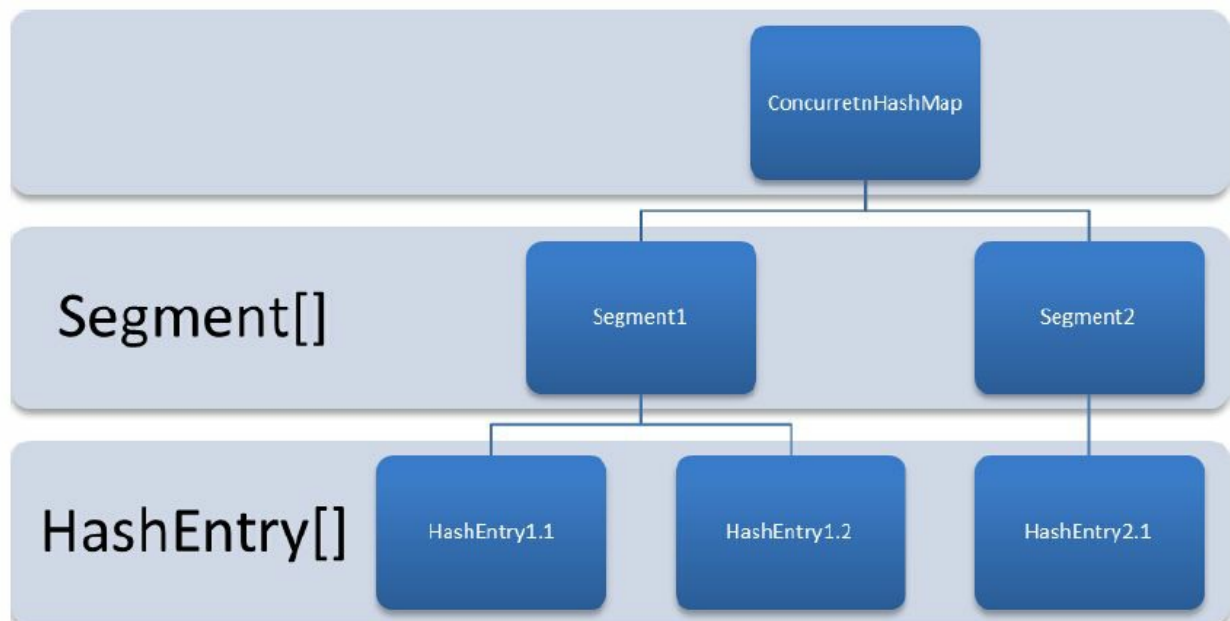 ConcurretnHashMap
Segment[]
Segment1
Segment2
HashEntry[]
HashEntry1.1
HashEntry1.2
HashEntry2.1